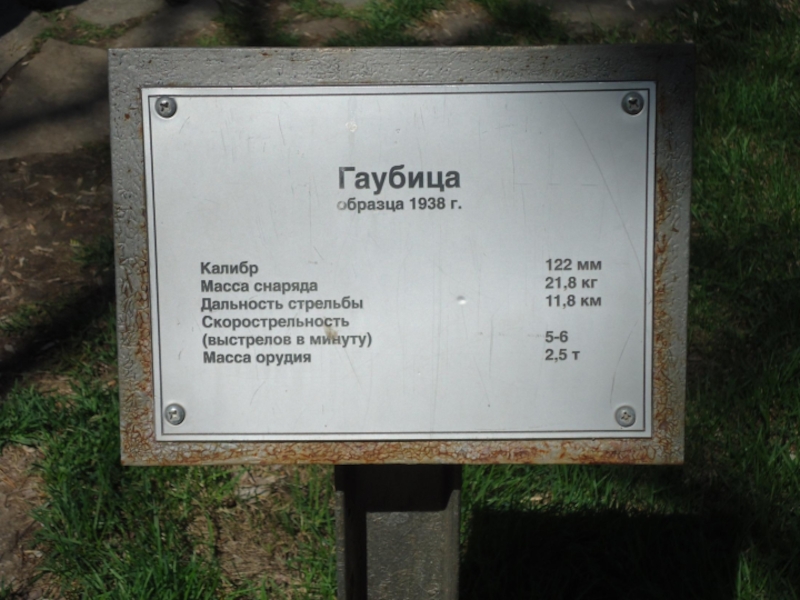 Гаубица
образца 1938 г.
Калибр 122 мм
Масса снаряда 21,8 кг
Дальность стрельбы 11,8 км
Скорострельность
(выстрелов в минуту) 5-6
Масса орудия 2,5 т